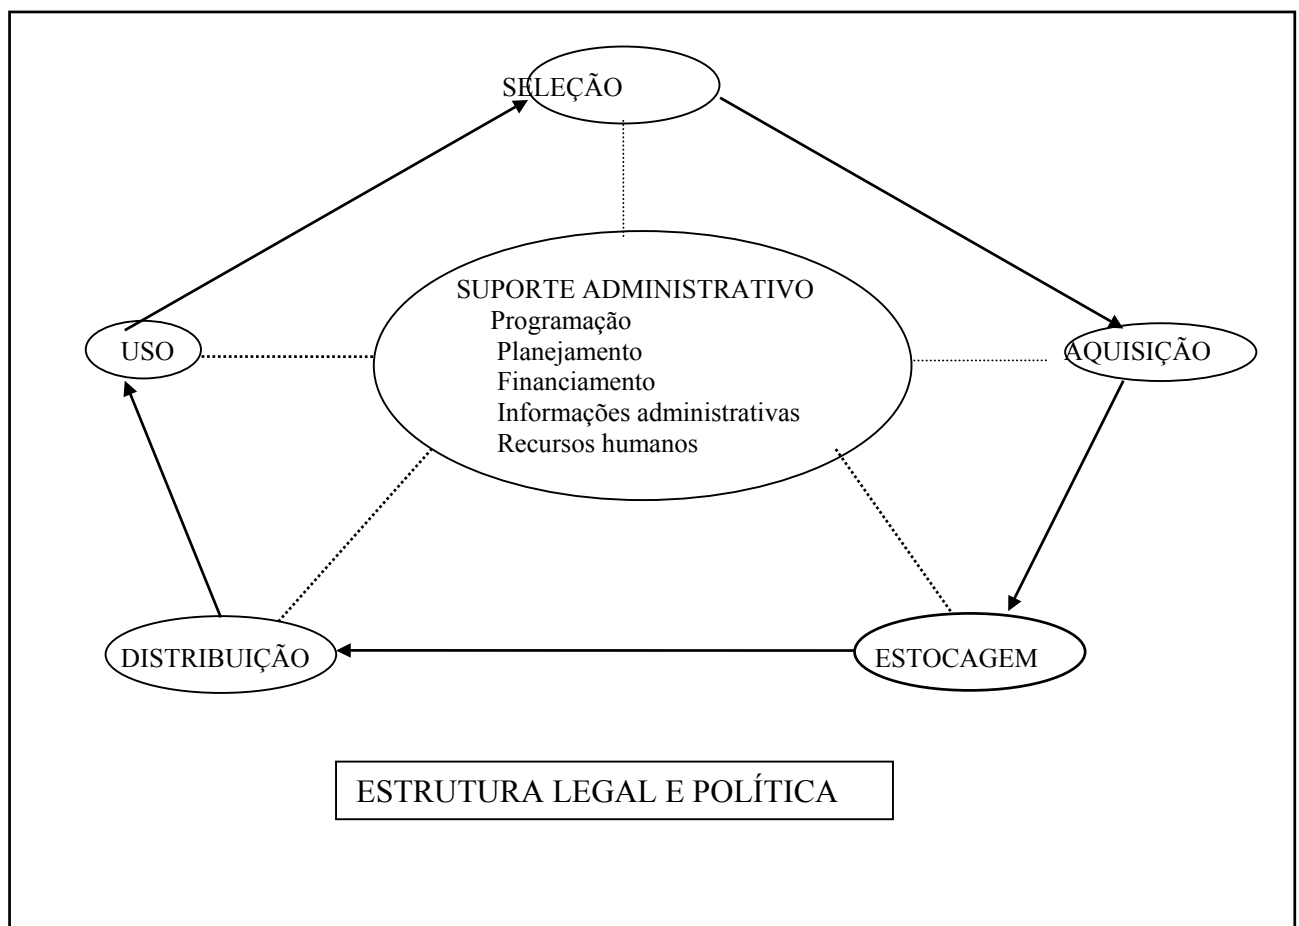 SELEÇÃO
SUPORTE ADMINISTRATIVO
Programação
Planejamento
Financiamento
Informações administrativas
Recursos humanos
USO
AQUISIÇÃO
DISTRIBUIÇÃO
ESTOCAGEM
ESTRUTURA LEGAL E POLÍTICA